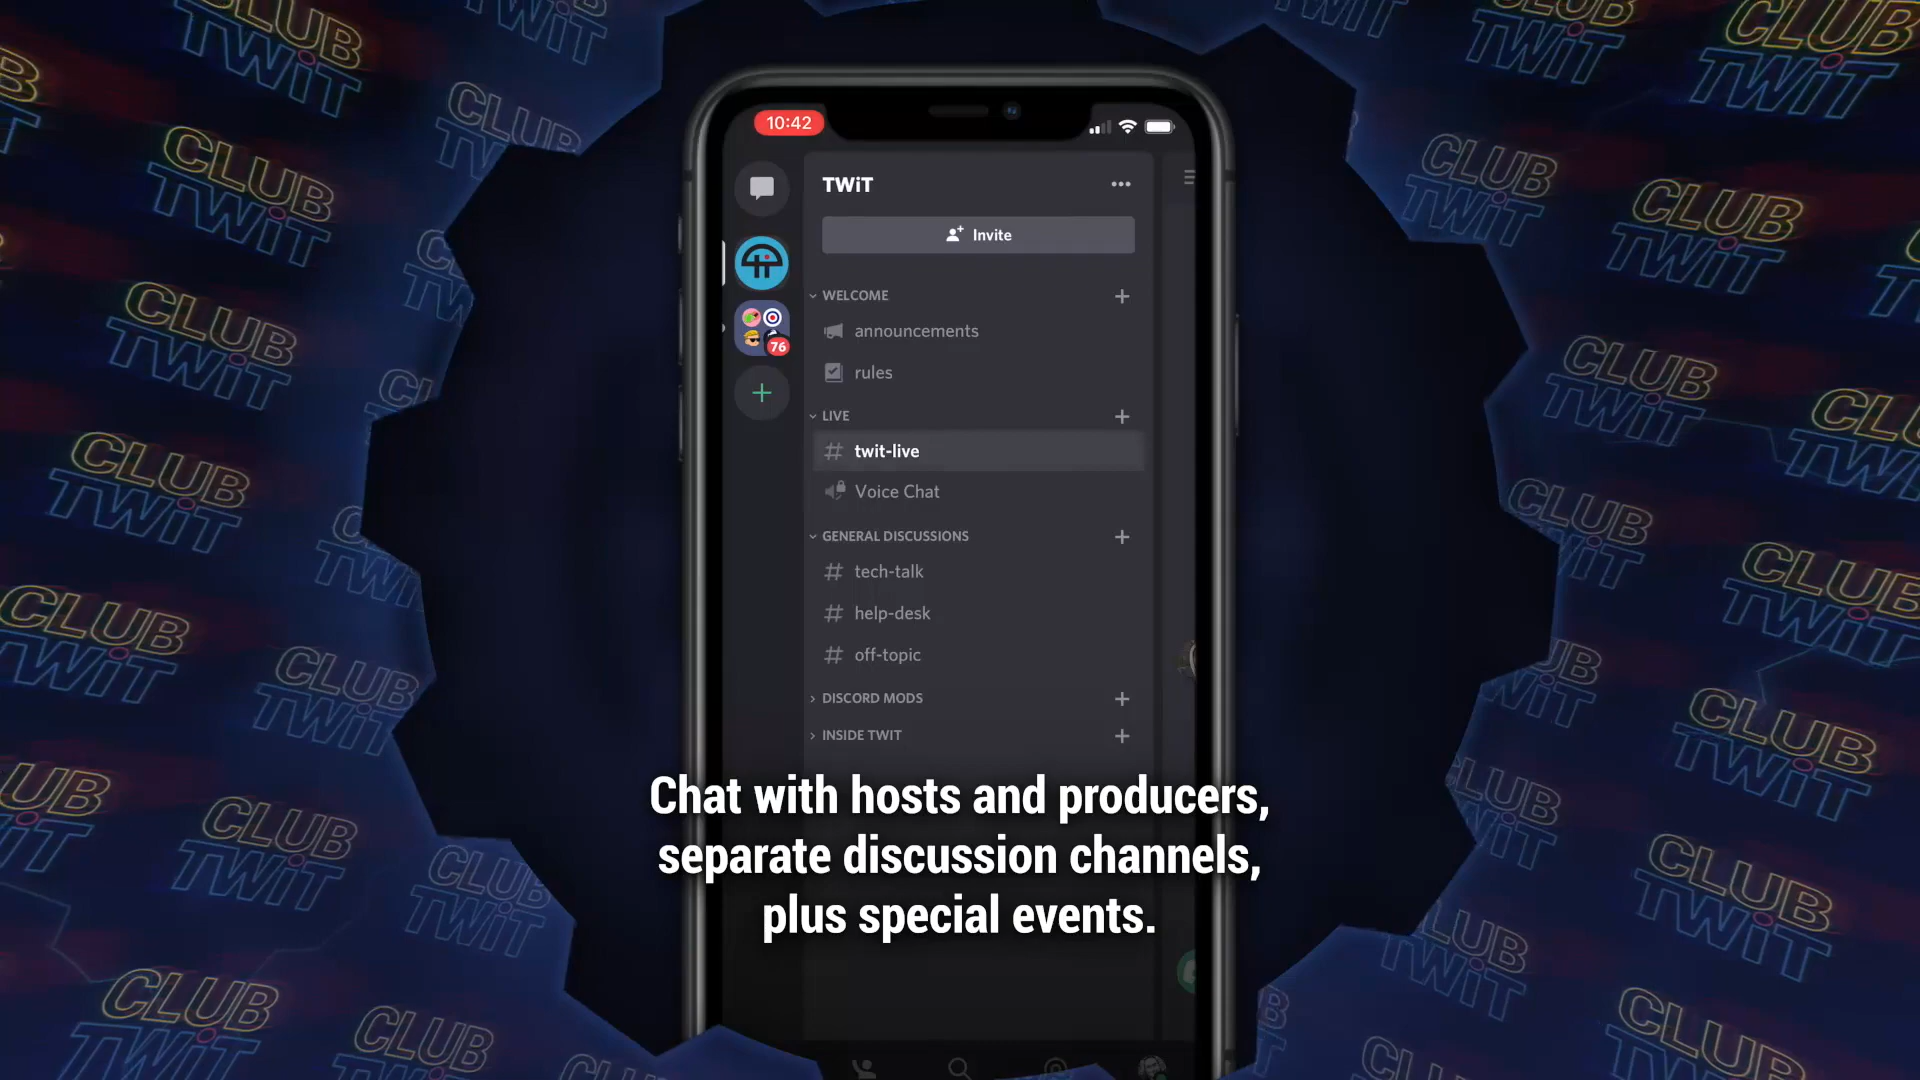 10:42
TWiT
•••
Invite
WELCOME
announcements
rules
76
LIVE
twit-live
Voice Chat
GENERAL DISCUSSIONS
tech-talk
help-desk
off-topic
DISCORD MODS
INSIDE TWIT
Chat with hosts and producers,
separate discussion channels,
plus special events.
CLUB
TWiT